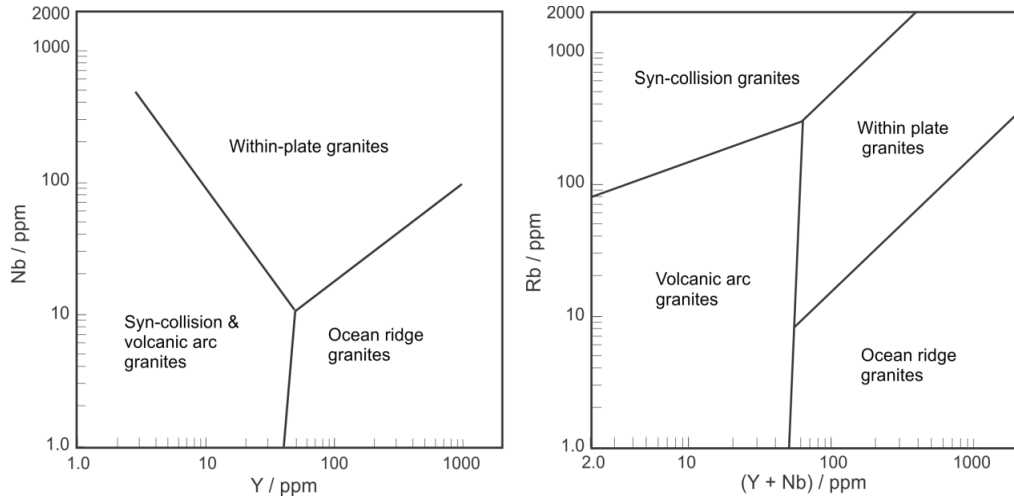 2000
1000
100
10
1.0
Nb / ppm
Within-plate granites
Syn-collision &
volcanic arc
granites
Ocean ridge
granites
1.0
10
100
1000
Y / ppm
2000
1000
100
10
1.0
Rb / ppm
Syn-collision granites
Within plate
granites
Volcanic arc
granites
Ocean ridge
granites
2.0
10
100
1000
(Y + Nb) / ppm